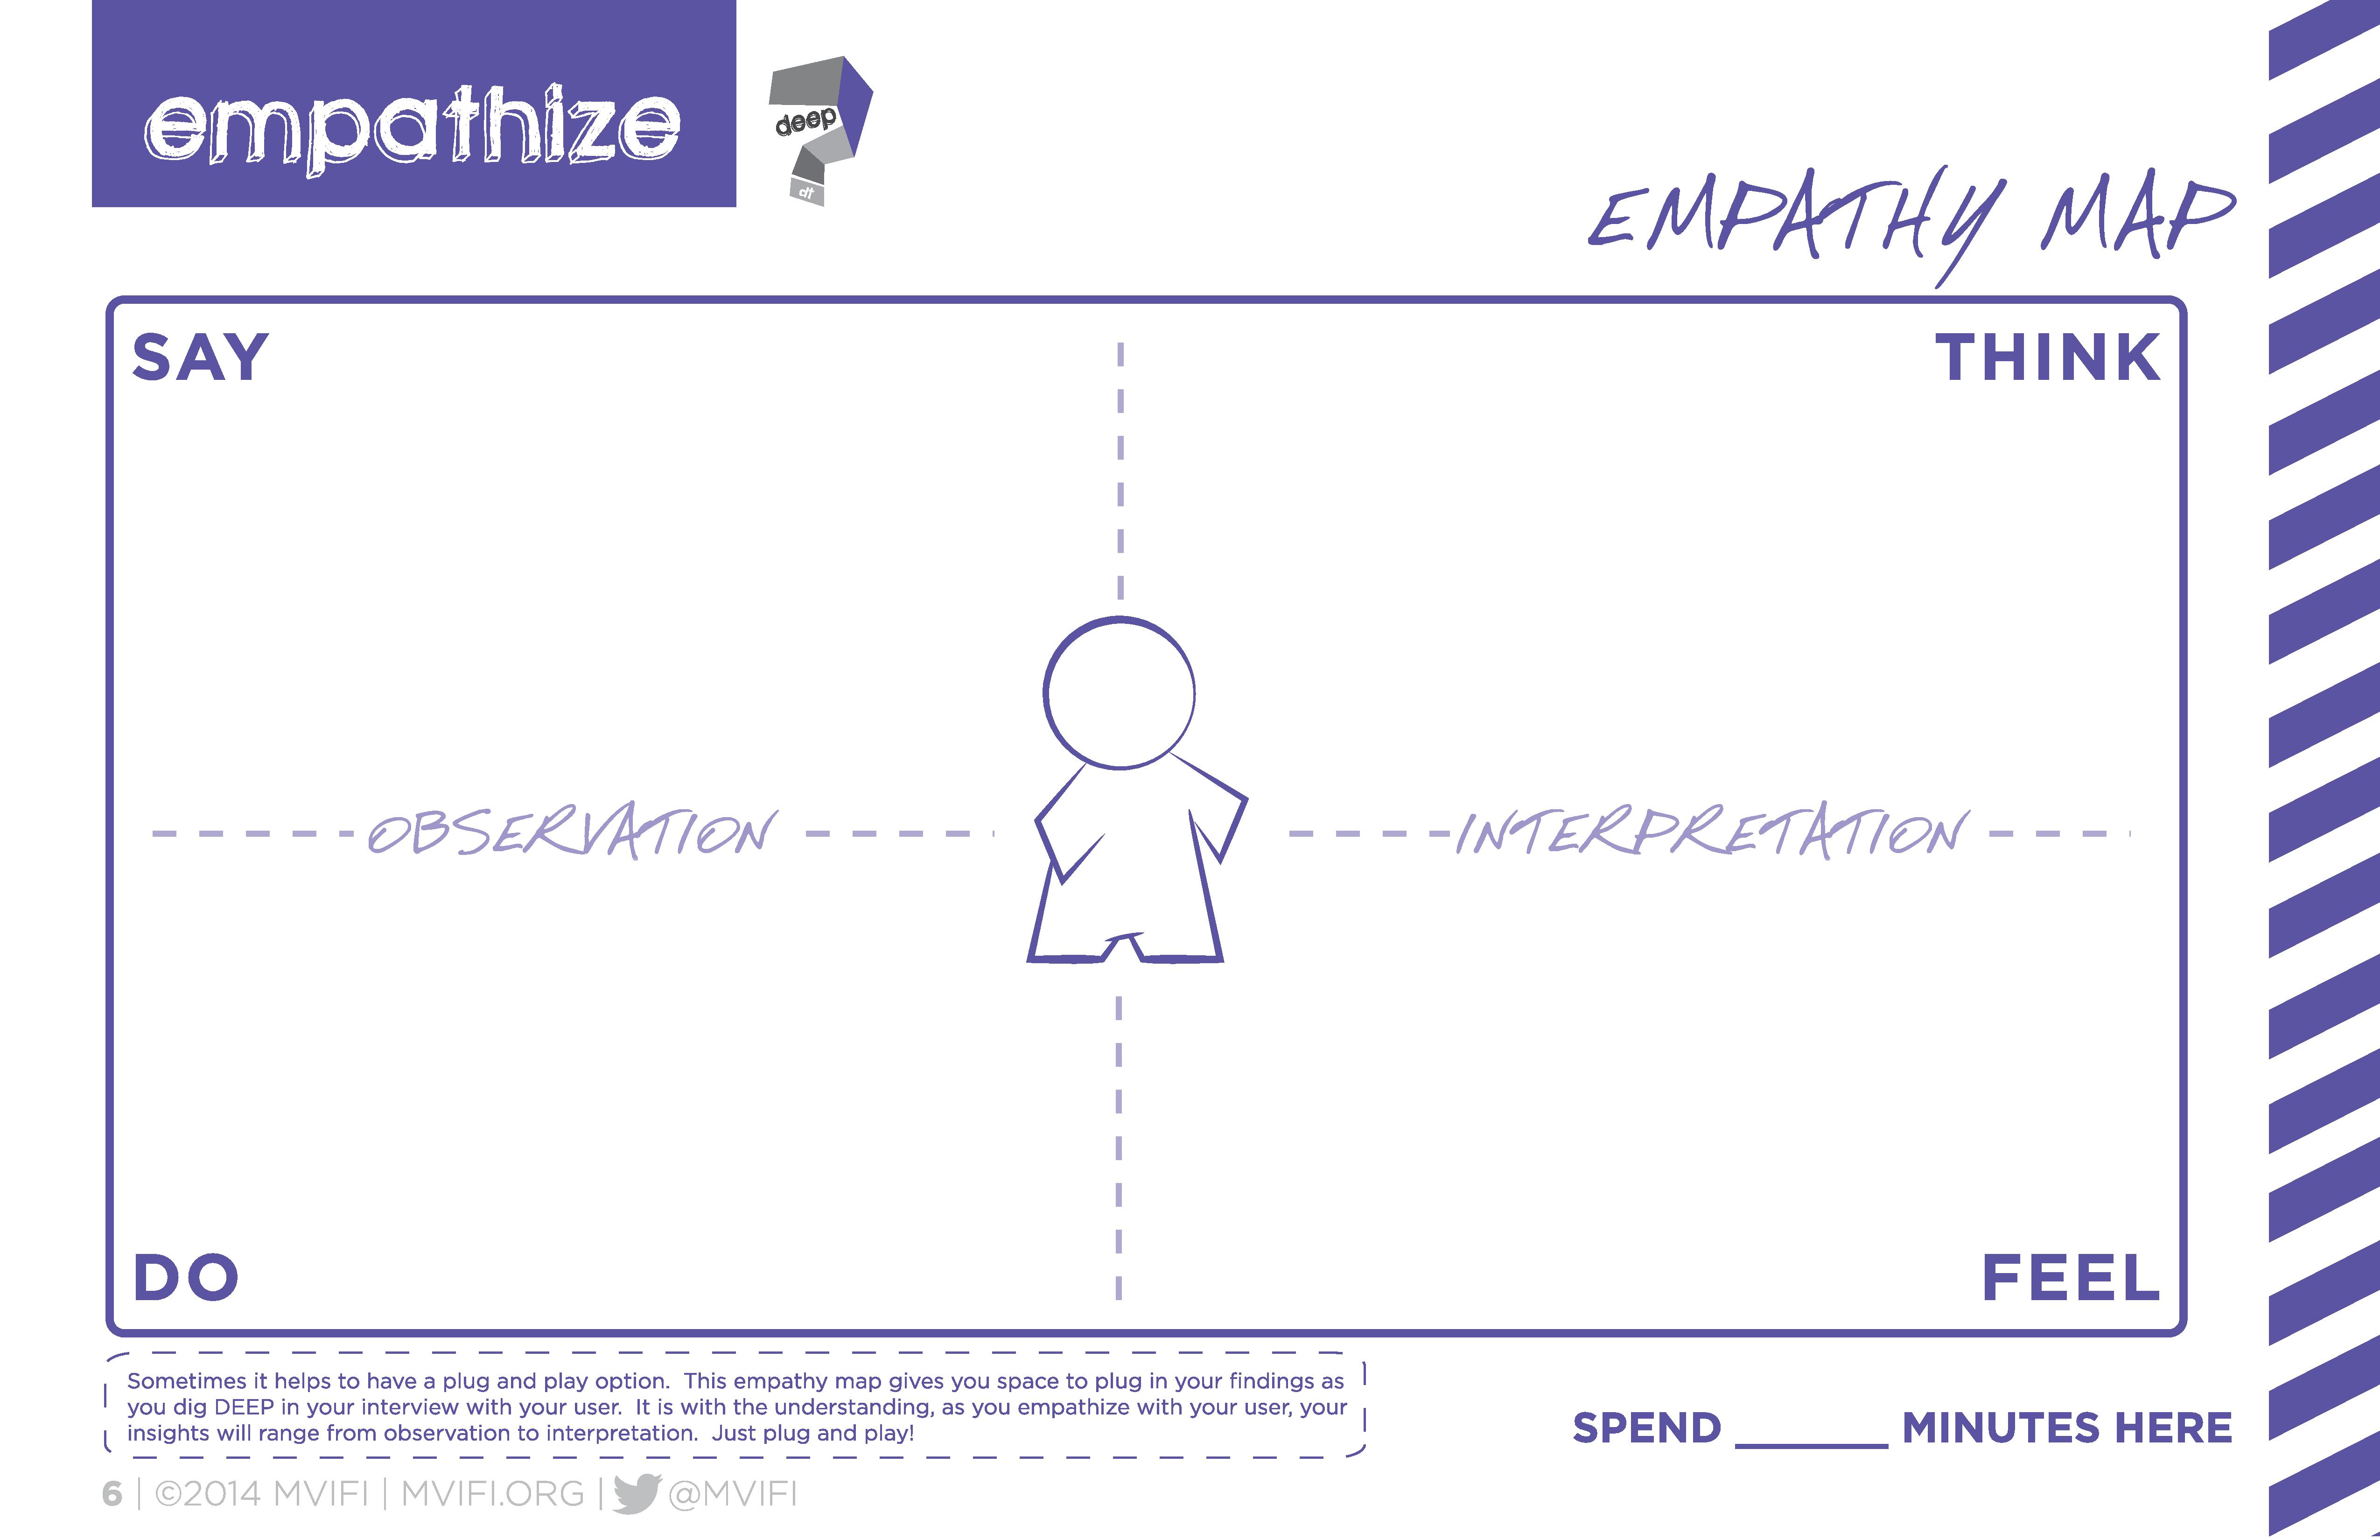 empathize
deep
dt
EMPATHY MAP
SAY
THINK
OBSERVATION
INTERPRETATION
DO
FEEL
Sometimes it helps to have a plug and play option.  This empathy map gives you space to plug in your findings as
you dig DEEP in your interview with your user.  It is with the understanding, as you empathize with your user, your
insights will range from observation to interpretation.  Just plug and play!
SPEND ______ MINUTES HERE
6 | ©2014 MVIFI | MVIFI.ORG | @MVIFI